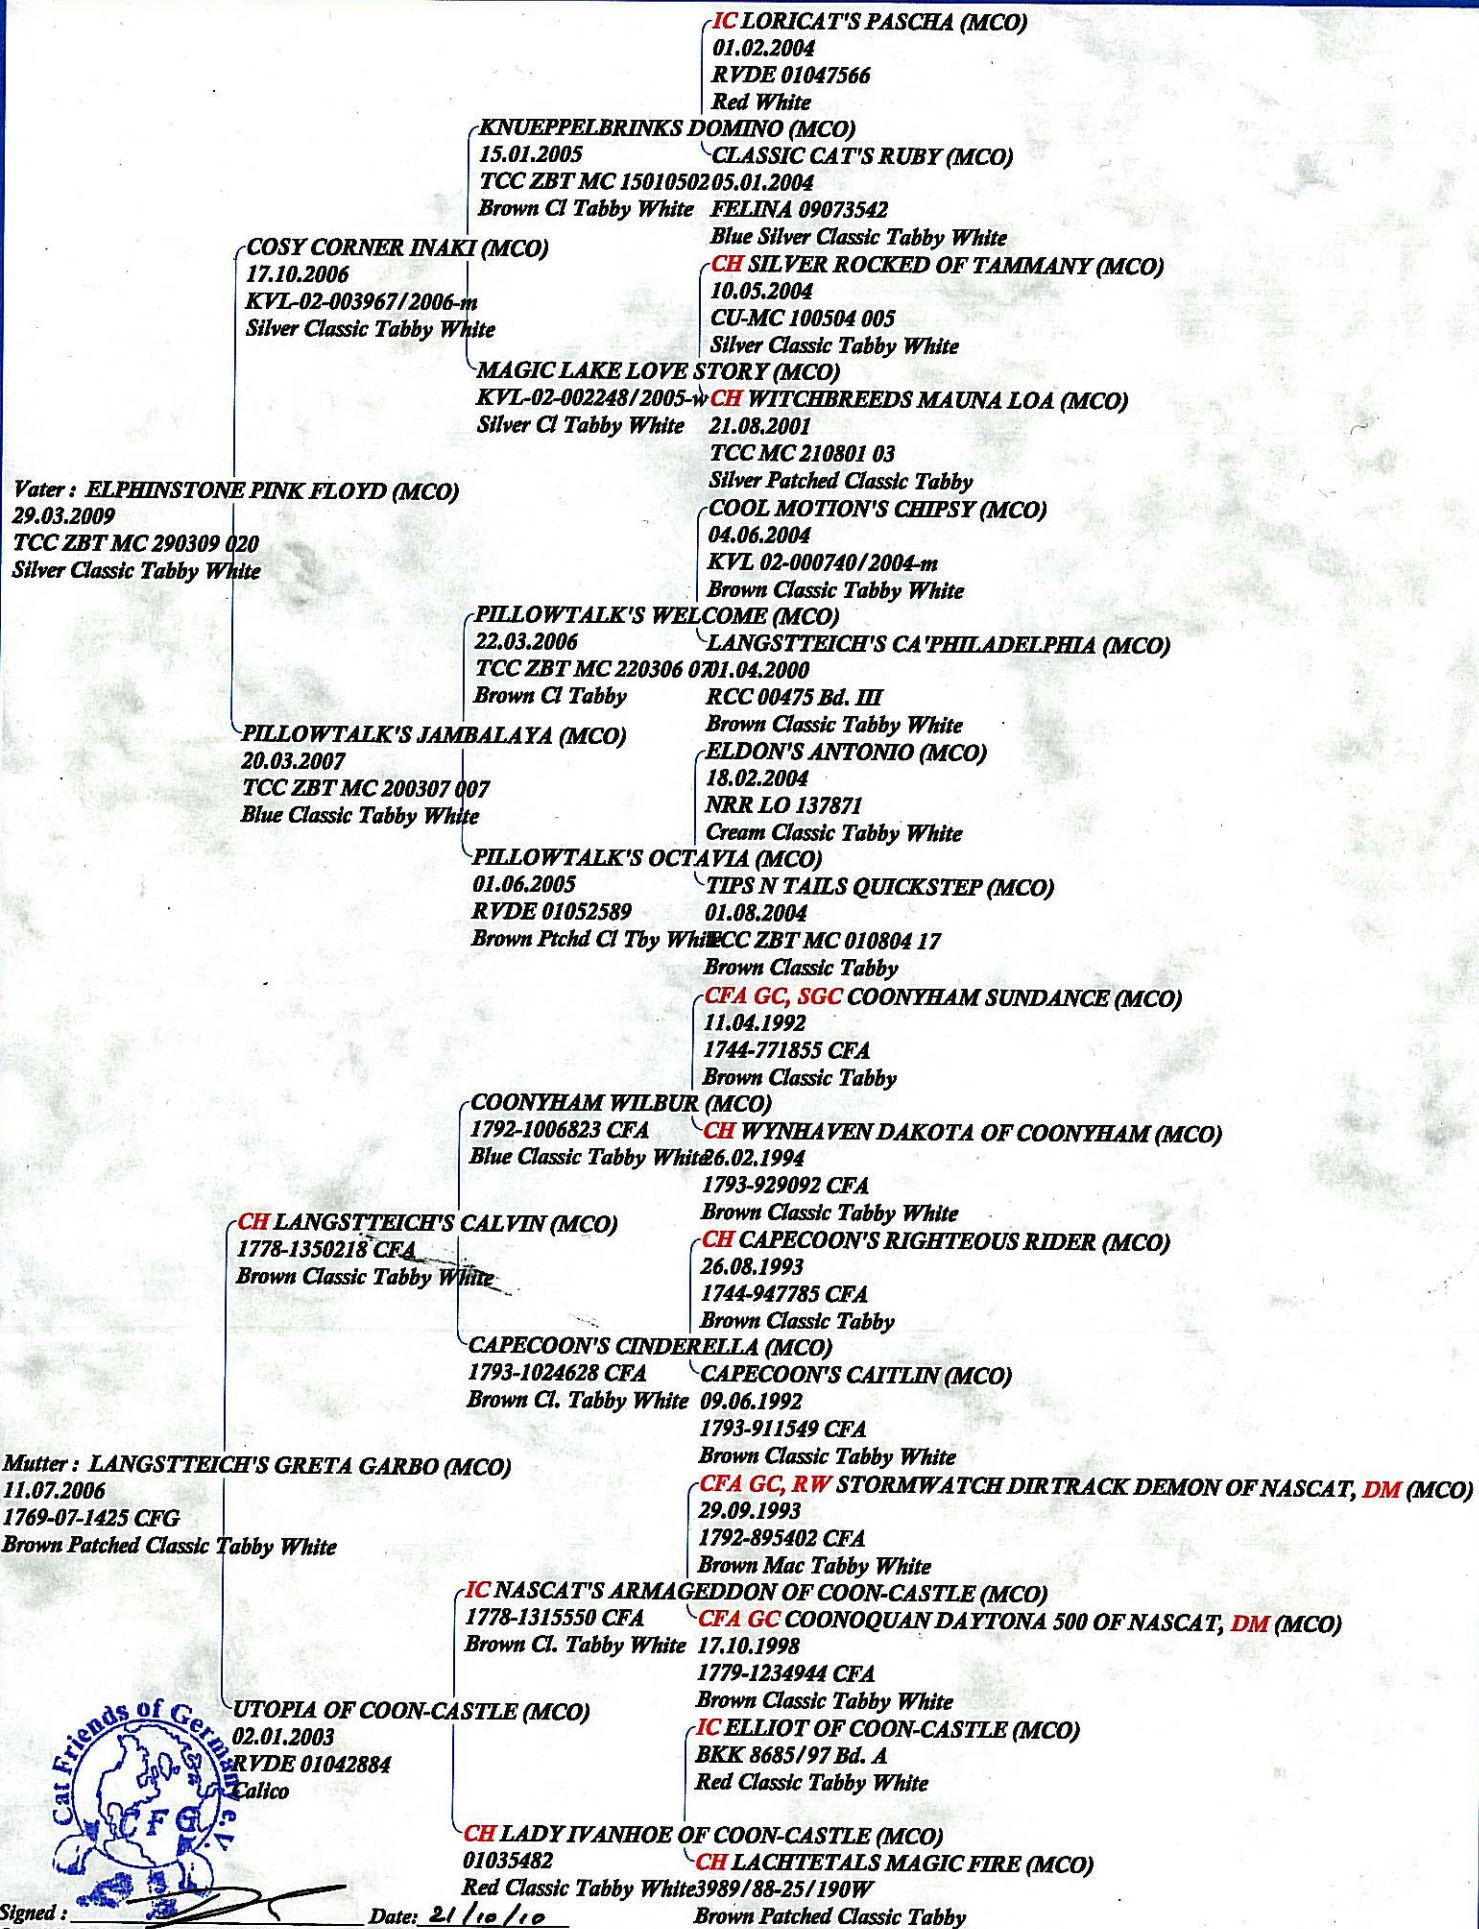 IC LORICAT'S PASCHA (MCO)
01.02.2004
RVDE 01047566
Red White
KNUEPPELBRINKS DOMINO (MCO)
15.01.2005
TCC ZBT MC 15010502
Brown Cl Tabby White
CLASSIC CAT'S RUBY (MCO)
05.01.2004
FELINA 09073542
Blue Silver Classic Tabby White
COSY CORNER INAKI (MCO)
17.10.2006
KVL-02-003967/2006-m
Silver Classic Tabby White
CH SILVER ROCKED OF TAMMANY (MCO)
10.05.2004
CU-MC 100504 005
Silver Classic Tabby White
MAGIC LAKE LOVE STORY (MCO)
KVL-02-002248/2005-w
Silver Cl Tabby White
CH WITCHBREEDS MAUNA LOA (MCO)
21.08.2001
TCC MC 210801 03
Silver Patched Classic Tabby
Vater : ELPHINSTONE PINK FLOYD (MCO)
29.03.2009
TCC ZBT MC 290309 020
Silver Classic Tabby White
COOL MOTION'S CHIPSY (MCO)
04.06.2004
KVL 02-000740/2004-m
Brown Classic Tabby White
PILLOWTALK'S WELCOME (MCO)
22.03.2006
TCC ZBT MC 220306
Brown Cl Tabby
LANGSTTEICH'S CA'PHILADELPHIA (MCO)
01.04.2000
RCC 00475 Bd. III
Brown Classic Tabby White
PILLOWTALK'S JAMBALAYA (MCO)
20.03.2007
TCC ZBT MC 200307 007
Blue Classic Tabby White
ELDON'S ANTONIO (MCO)
18.02.2004
NRR LO 137871
Cream Classic Tabby White
PILLOWTALK'S OCTAVIA (MCO)
01.06.2005
RVDE 01052589
Brown Ptchd Cl Tby White
TIPS N TAILS QUICKSTEP (MCO)
01.08.2004
TCC ZBT MC 010804 17
Brown Classic Tabby
CFA GC, SGC COONYHAM SUNDANCE (MCO)
11.04.1992
1744-771855 CFA
Brown Classic Tabby
COONYHAM WILBUR (MCO)
1792-1006823 CFA
Blue Classic Tabby White
CH WYNHAVEN DAKOTA OF COONYHAM (MCO)
26.02.1994
1793-929092 CFA
Brown Classic Tabby White
CH LANGSTTEICH'S CALVIN (MCO)
1778-1350218 CFA
Brown Classic Tabby White
CH CAPECOON'S RIGHTEOUS RIDER (MCO)
26.08.1993
1744-947785 CFA
Brown Classic Tabby
CAPECOON'S CINDERELLA (MCO)
1793-1024628 CFA
Brown Cl. Tabby White
CAPECOON'S CAITLIN (MCO)
09.06.1992
1793-911549 CFA
Brown Classic Tabby White
Mutter : LANGSTTEICH'S GRETA GARBO (MCO)
11.07.2006
1769-07-1425 CFG
Brown Patched Classic Tabby White
CFA GC, RW STORMWATCH DIRTRACK DEMON OF NASCAT, DM (MCO)
29.09.1993
1792-895402 CFA
Brown Mac Tabby White
IC NASCAT'S ARMAGEDDON OF COON-CASTLE (MCO)
1778-1315550 CFA
Brown Cl. Tabby White
CFA GC COONOQUAN DAYTONA 500 OF NASCAT, DM (MCO)
17.10.1998
1779-1234944 CFA
Brown Classic Tabby White
UTOPIA OF COON-CASTLE (MCO)
02.01.2003
RVDE 01042884
Calico
IC ELLIOT OF COON-CASTLE (MCO)
BKK 8685/97 Bd. A
Red Classic Tabby White
CH LADY IVANHOE OF COON-CASTLE (MCO)
01035482
Red Classic Tabby White
CH LACHTETALS MAGIC FIRE (MCO)
3989/88-25/190W
Brown Patched Classic Tabby
Cat Friends of Germany e.V.
CFG
Signed :
Date: 21/10/10